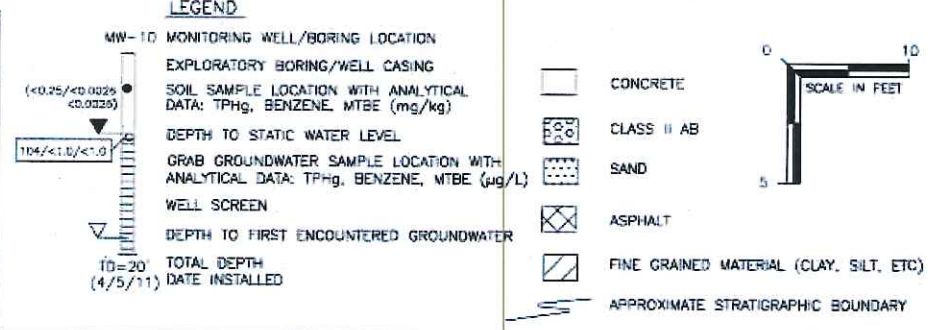 LEGEND
MW-1D MONITORING WELL/BORING LOCATION
EXPLORATORY BORING/WELL CASING
(<0.25/<0.0025
<0.0025)
SOIL SAMPLE LOCATION WITH ANALYTICAL
DATA: TPHg, BENZENE, MTBE (mg/kg)
DEPTH TO STATIC WATER LEVEL
104/<1.0/<1.0
GRAB GROUNDWATER SAMPLE LOCATION WITH
ANALYTICAL DATA: TPHg, BENZENE, MTBE (µg/L)
WELL SCREEN
DEPTH TO FIRST ENCOUNTERED GROUNDWATER
TD=20' TOTAL DEPTH
(4/5/11) DATE INSTALLED
CONCRETE
CLASS II AB
SAND
ASPHALT
FINE GRAINED MATERIAL (CLAY, SILT, ETC)
APPROXIMATE STRATIGRAPHIC BOUNDARY
0 10
SCALE IN FEET
5